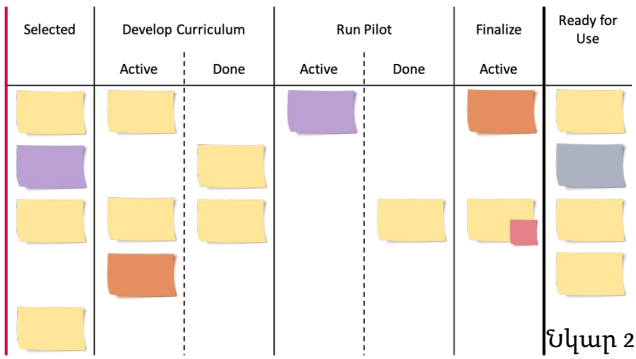 Selected
Develop Curriculum
Run Pilot
Finalize
Ready for
Use
Active
Done
Active
Done
Active
Նկար 2